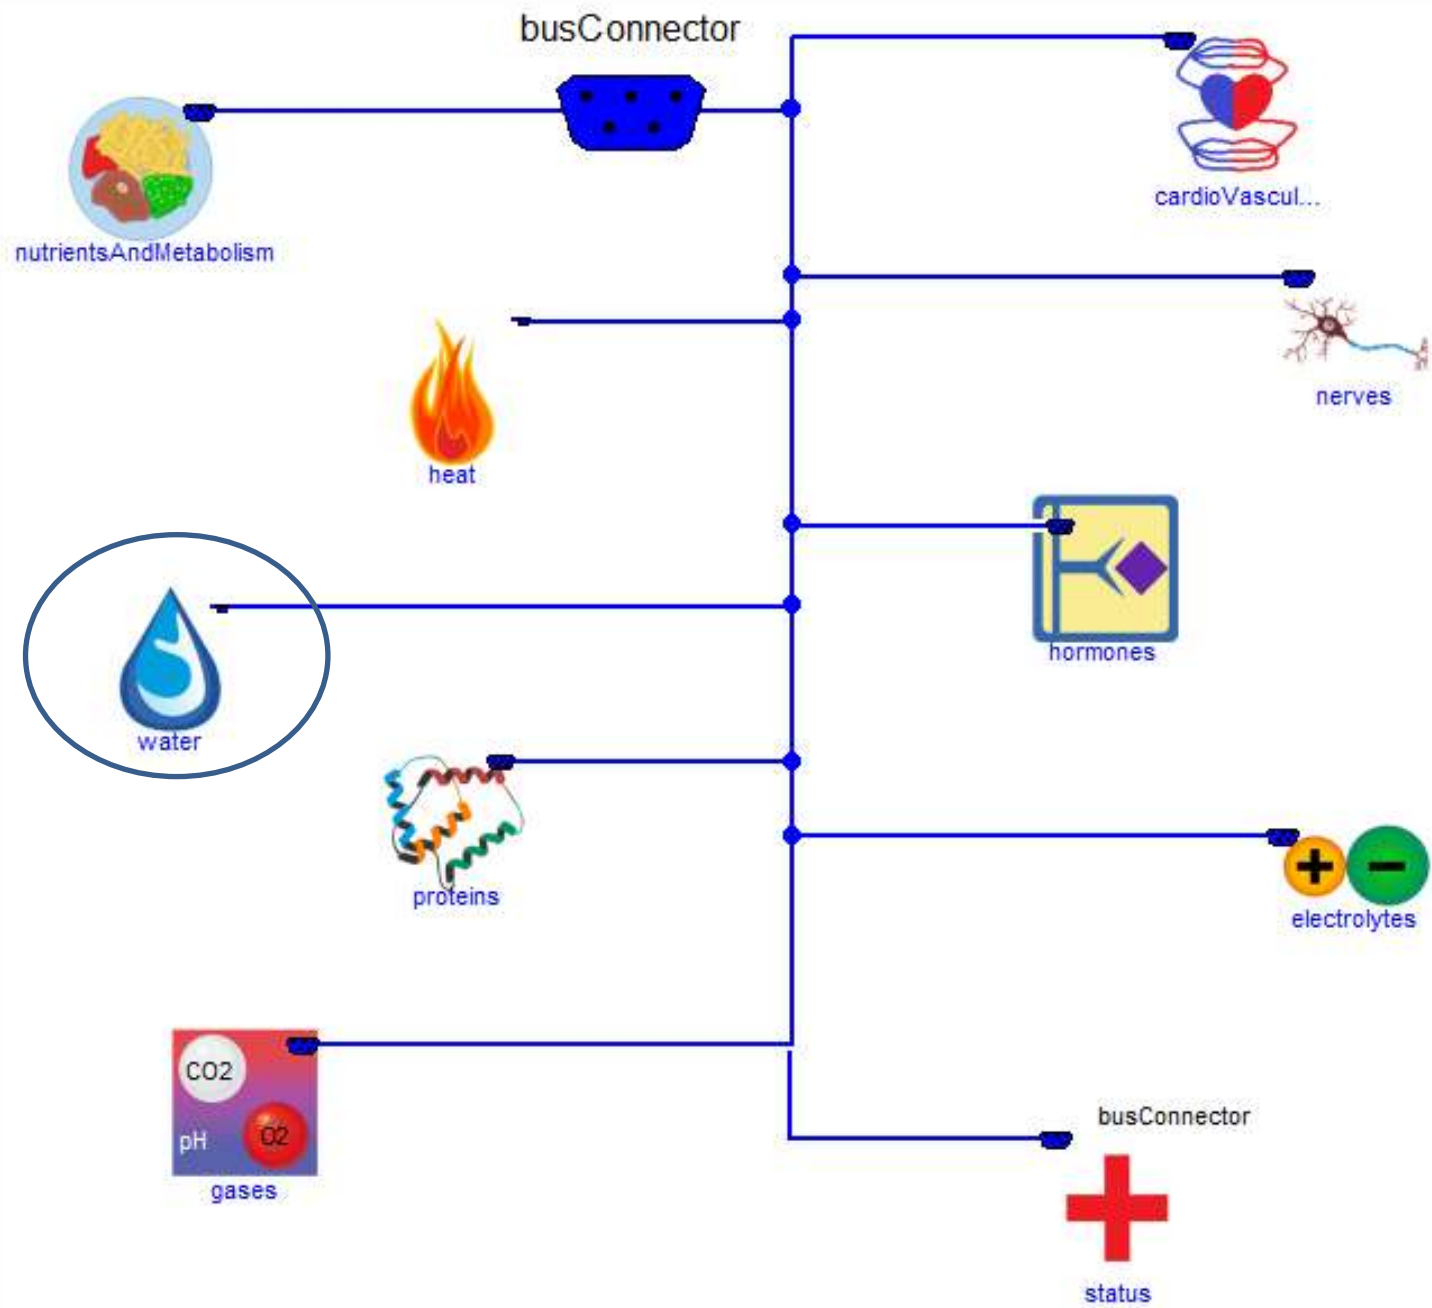 busConnector
cardioVascul...
nutrientsAndMetabolism
nerves
heat
hormones
water
proteins
electrolytes
CO2
O2
pH
gases
busConnector
status